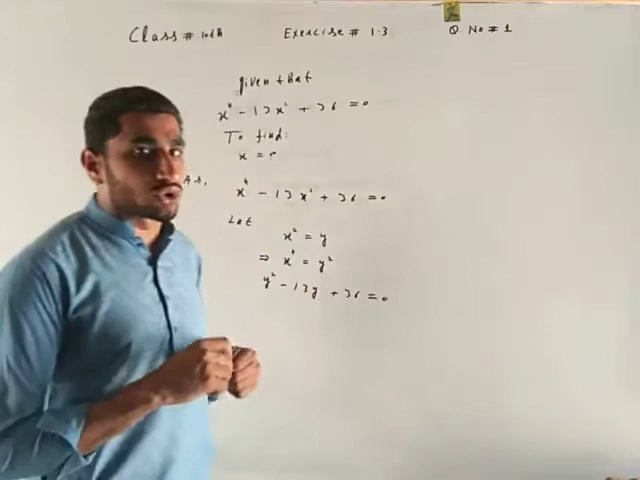 Class # 10th Exercise # 1.3 Q No # 1
given that
x⁴ - 13x² + 36 = 0
To find:
x = ?
As, x⁴ - 13x² + 36 = 0
Let
x² = y
⇒ x⁴ = y²
y² - 13y + 36 = 0